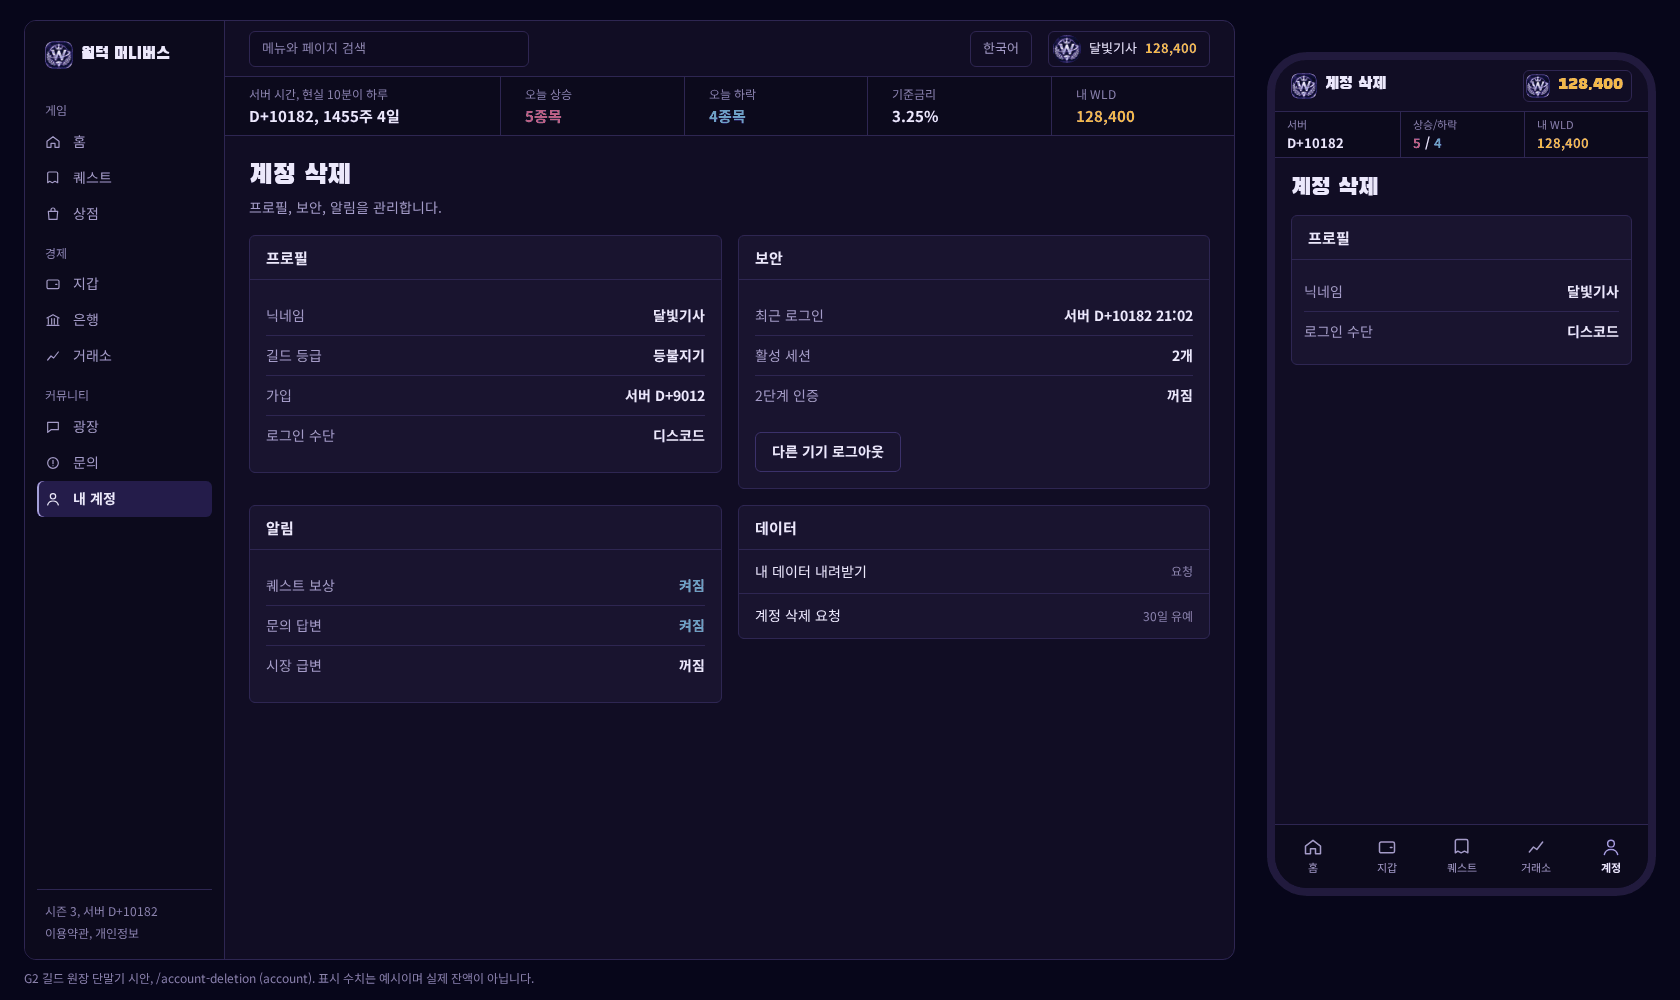 월덕 머니버스
게임
홈
퀘스트
상점
경제
지갑
은행
거래소
커뮤니티
광장
문의
내 계정
시즌 3, 서버 D+10182
이용약관, 개인정보
메뉴와 페이지 검색
한국어
달빛기사 128,400
서버 시간, 현실 10분이 하루
D+10182, 1455주 4일
오늘 상승
5종목
오늘 하락
4종목
기준금리
3.25%
내 WLD
128,400
계정 삭제
프로필, 보안, 알림을 관리합니다.
프로필
닉네임 달빛기사
길드 등급 등불지기
가입 서버 D+9012
로그인 수단 디스코드
보안
최근 로그인 서버 D+10182 21:02
활성 세션 2개
2단계 인증 꺼짐
다른 기기 로그아웃
알림
퀘스트 보상 켜짐
문의 답변 켜짐
시장 급변 꺼짐
데이터
내 데이터 내려받기 요청
계정 삭제 요청 30일 유예
계정 삭제
128,400
서버
D+10182
상승/하락
5 / 4
내 WLD
128,400
계정 삭제
프로필
닉네임 달빛기사
로그인 수단 디스코드
홈
지갑
퀘스트
거래소
계정
G2 길드 원장 단말기 시안, /account-deletion (account). 표시 수치는 예시이며 실제 잔액이 아닙니다.